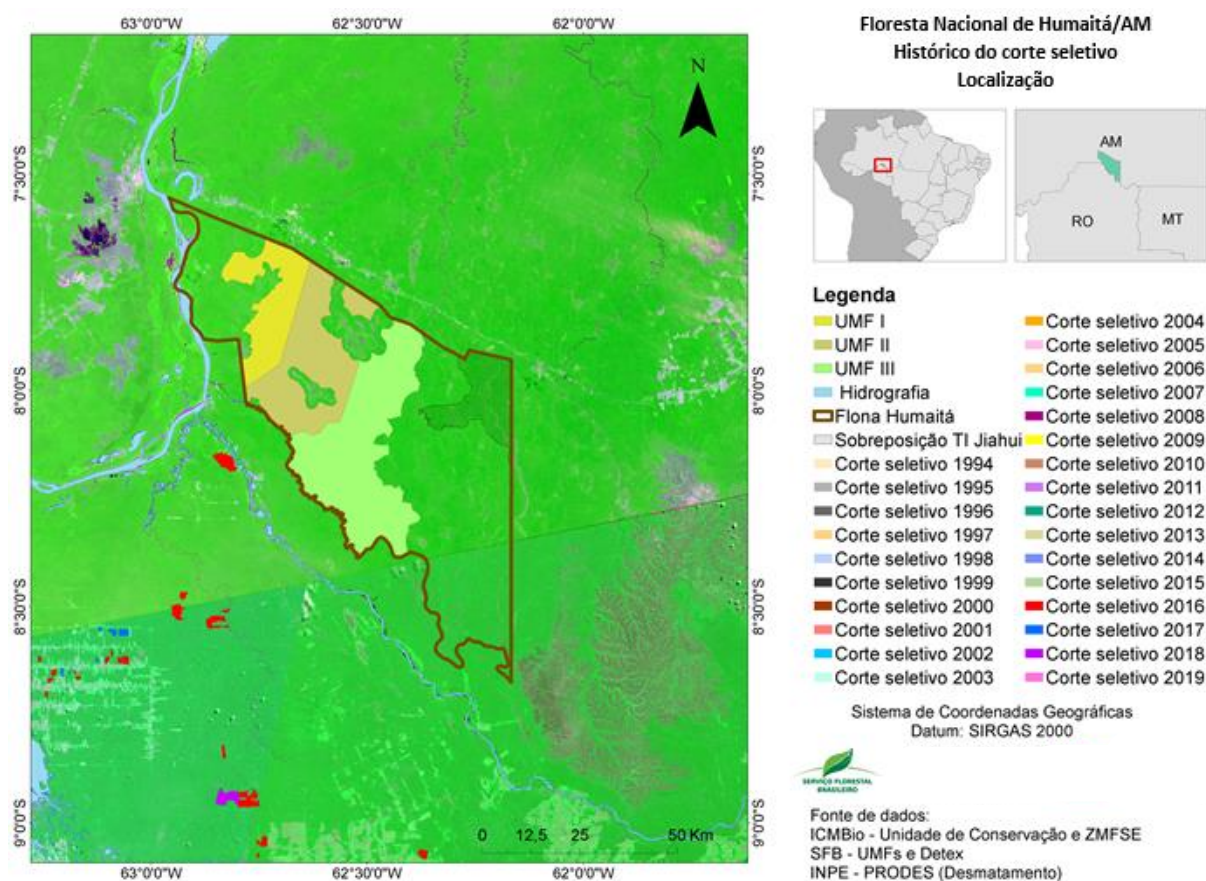 Floresta Nacional de Humaitá/AM
Histórico do corte seletivo
Localização
63°0'0"W
62°30'0"W
62°0'0"W
N
7°30'0"S
7°30'0"S
8°0'0"S
8°0'0"S
8°30'0"S
8°30'0"S
9°0'0"S
9°0'0"S
0 12,5 25 50 Km
63°0'0"W
62°30'0"W
62°0'0"W
AM
RO
MT
Legenda
UMF I
UMF II
UMF III
Hidrografia
Flona Humaitá
Sobreposição TI Jiahui
Corte seletivo 1994
Corte seletivo 1995
Corte seletivo 1996
Corte seletivo 1997
Corte seletivo 1998
Corte seletivo 1999
Corte seletivo 2000
Corte seletivo 2001
Corte seletivo 2002
Corte seletivo 2003
Corte seletivo 2004
Corte seletivo 2005
Corte seletivo 2006
Corte seletivo 2007
Corte seletivo 2008
Corte seletivo 2009
Corte seletivo 2010
Corte seletivo 2011
Corte seletivo 2012
Corte seletivo 2013
Corte seletivo 2014
Corte seletivo 2015
Corte seletivo 2016
Corte seletivo 2017
Corte seletivo 2018
Corte seletivo 2019
Sistema de Coordenadas Geográficas
Datum: SIRGAS 2000
SERVIÇO FLORESTAL
BRASILEIRO
Fonte de dados:
ICMBio - Unidade de Conservação e ZMFSE
SFB - UMFs e Detex
INPE - PRODES (Desmatamento)